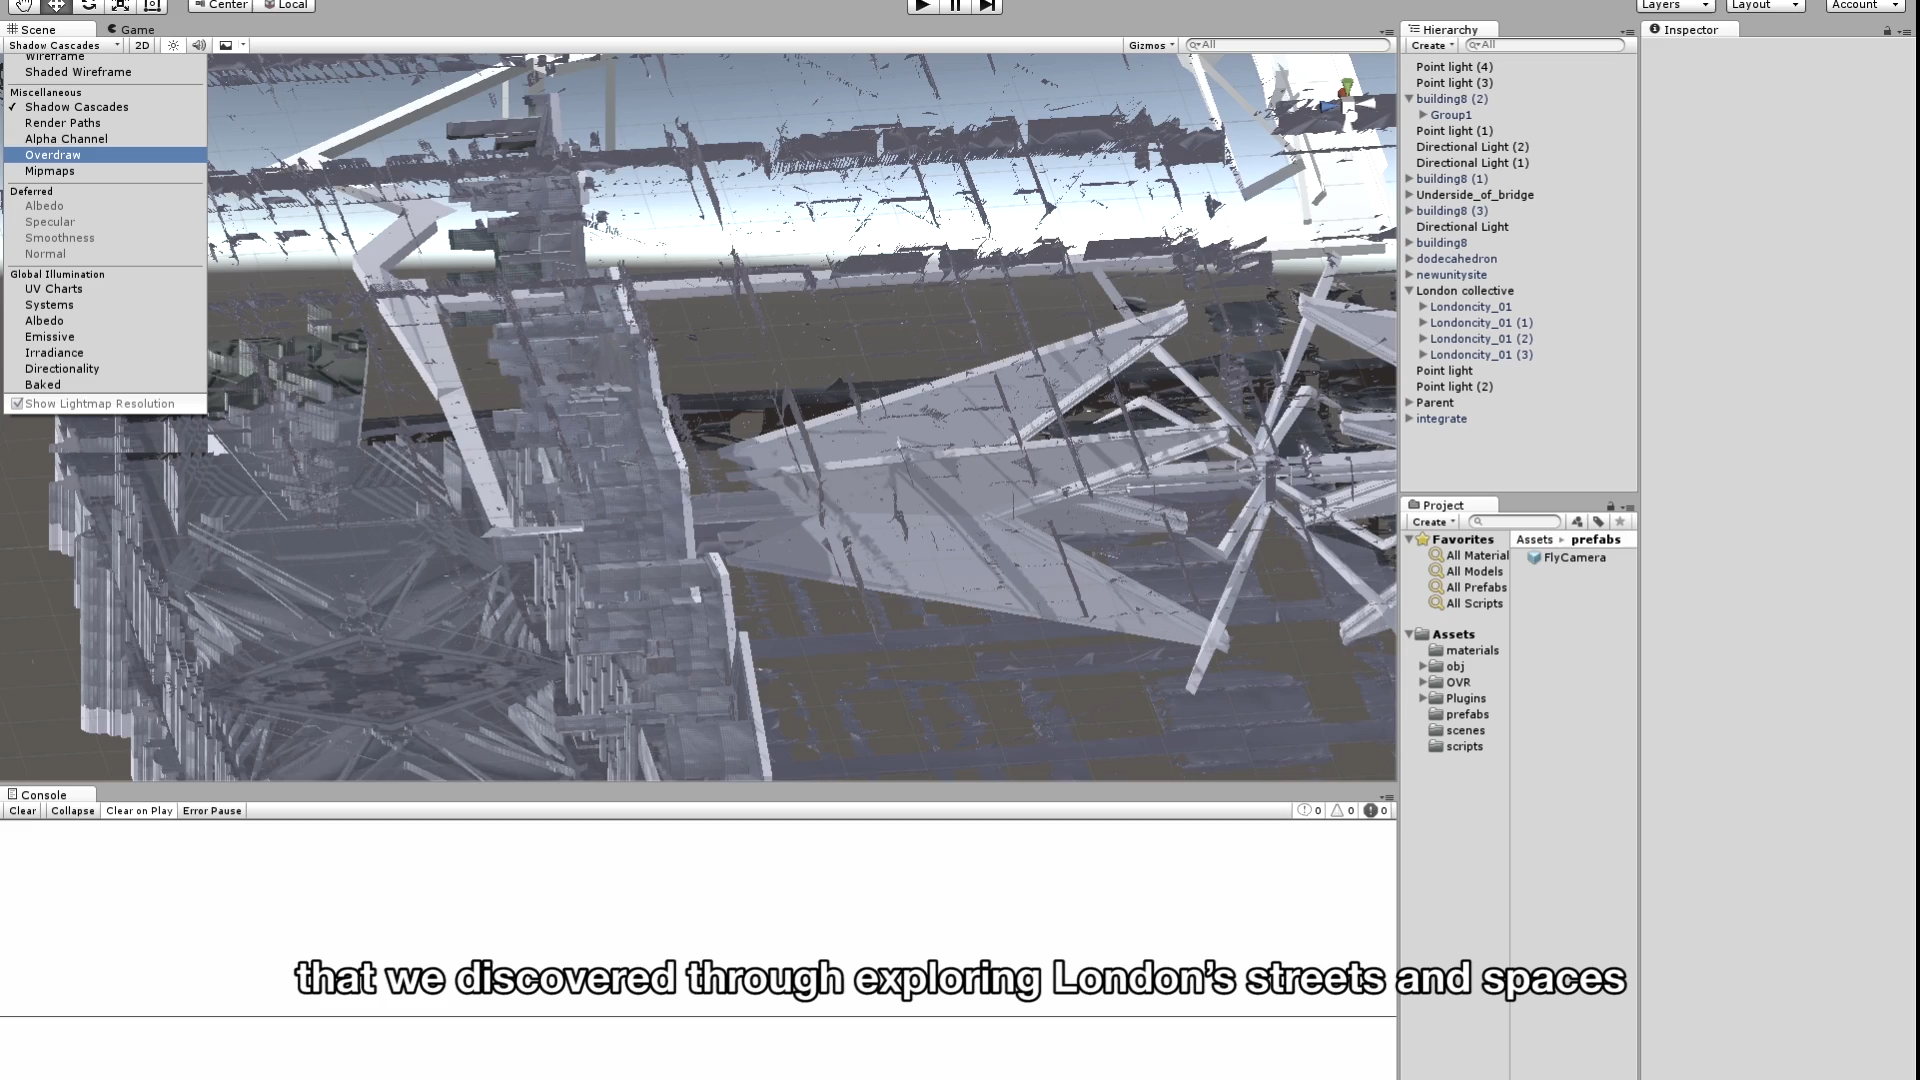 Center
Local
Layers
Layout
Account
Scene
Game
Hierarchy
Inspector
Shadow Cascades
2D
Gizmos
All
Create
All
Wireframe
Shaded Wireframe
Miscellaneous
Shadow Cascades
Render Paths
Alpha Channel
Overdraw
Mipmaps
Deferred
Albedo
Specular
Smoothness
Normal
Global Illumination
UV Charts
Systems
Albedo
Emissive
Irradiance
Directionality
Baked
Show Lightmap Resolution
Point light (4)
Point light (3)
building8 (2)
Group1
Point light (1)
Directional Light (2)
Directional Light (1)
building8 (1)
Underside_of_bridge
building8 (3)
Directional Light
building8
dodecahedron
newunitysite
London collective
Londoncity_01
Londoncity_01 (1)
Londoncity_01 (2)
Londoncity_01 (3)
Point light
Point light (2)
Parent
integrate
Project
Create
Favorites
All Material
All Models
All Prefabs
All Scripts
Assets
materials
obj
OVR
Plugins
prefabs
scenes
scripts
Assets prefabs
FlyCamera
Console
Clear
Collapse
Clear on Play
Error Pause
0
0
0
that we discovered through exploring London's streets and spaces